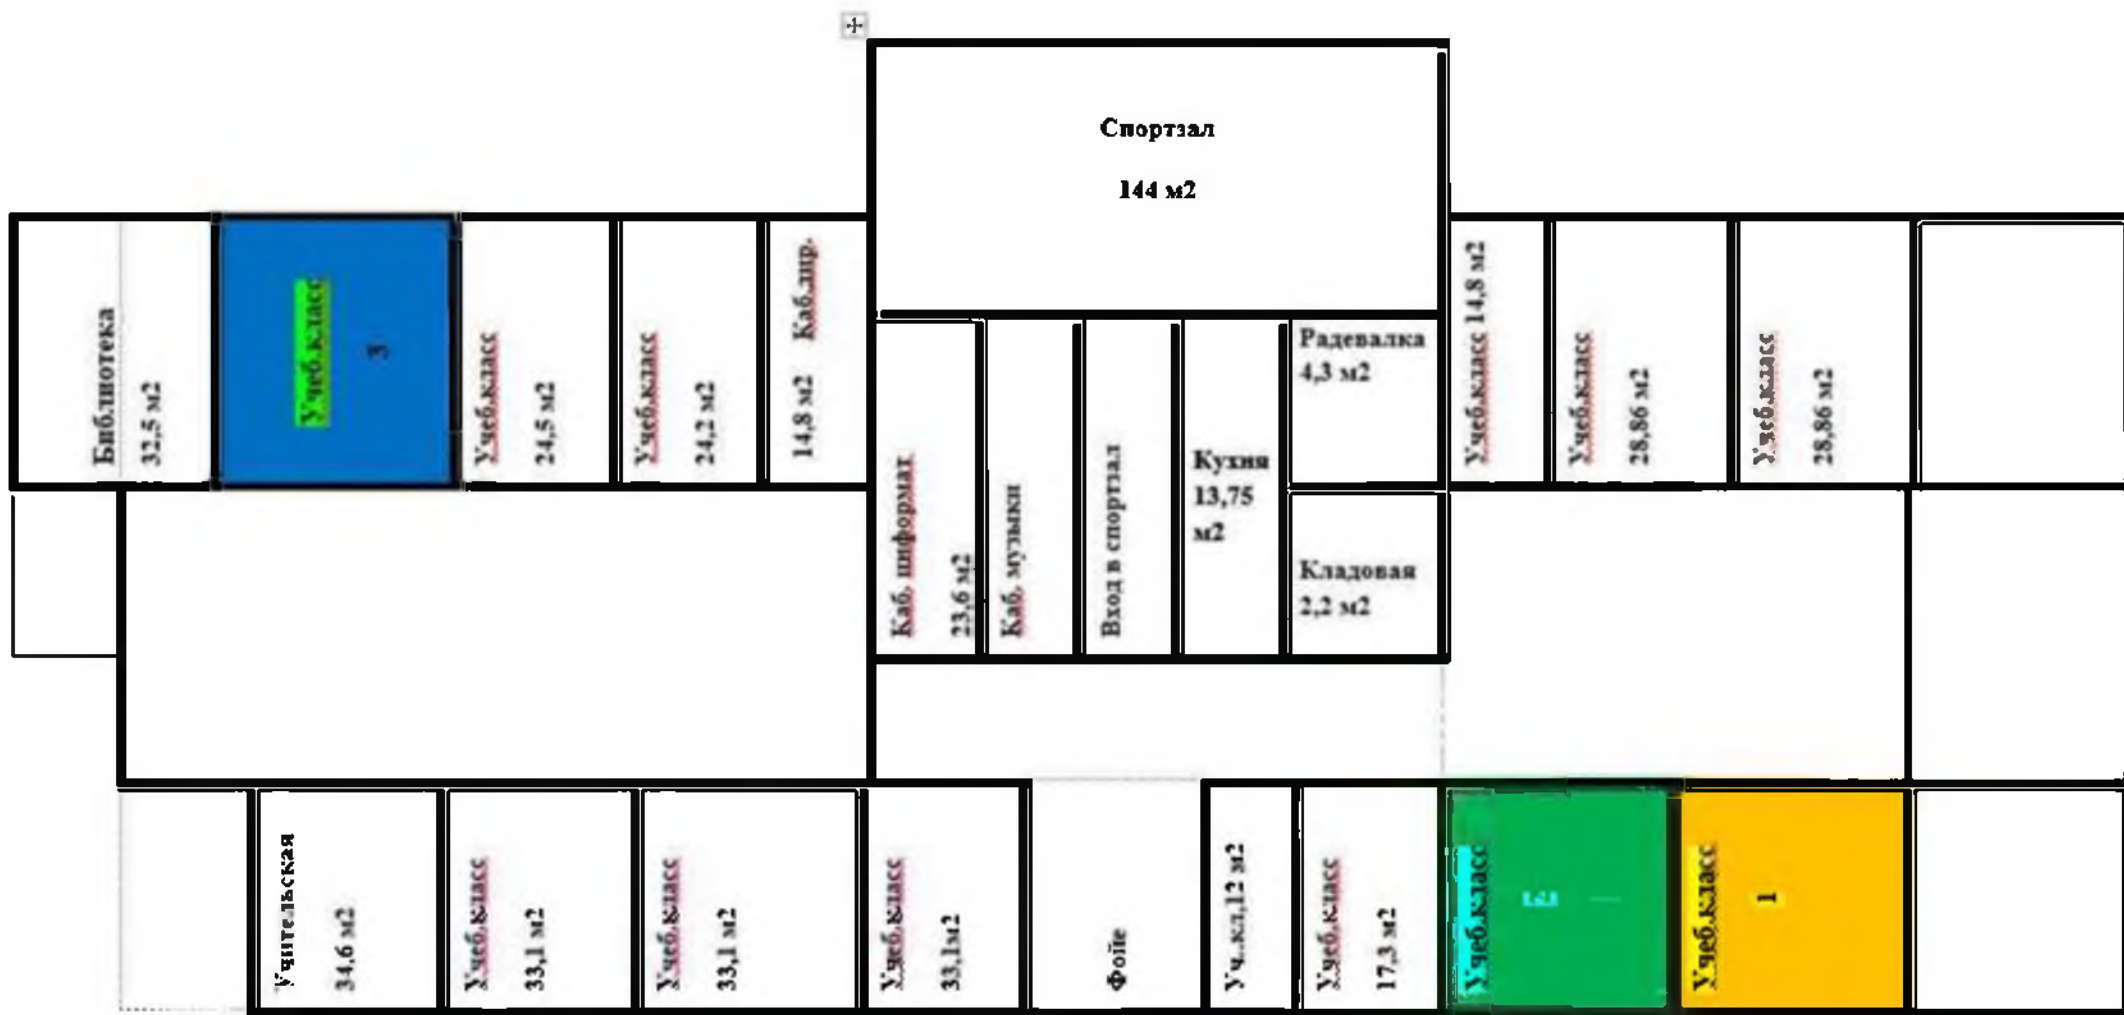 Спортзал
144 м2
Библиотека
32,5 м2
Учеб.класс
3
Учеб.класс
24,5 м2
Учеб.класс
24,2 м2
14,8 м2 Каб.дир.
Каб. информат
23,6 м2
Каб. музыки
Вход в спортзал
Кухня
13,75
м2
Радевалка
4,3 м2
Кладовая
2,2 м2
Учеб.класс 14,8 м2
Учеб.класс
28,86 м2
Учеб.класс
28,86 м2
Учительская
34,6 м2
Учеб.класс
33,1 м2
Учеб.класс
33,1 м2
Учеб.класс
33,1м2
Фойе
Уч..кл,12 м2
Учеб.класс
17,3 м2
Учеб.класс
Учеб.класс
1